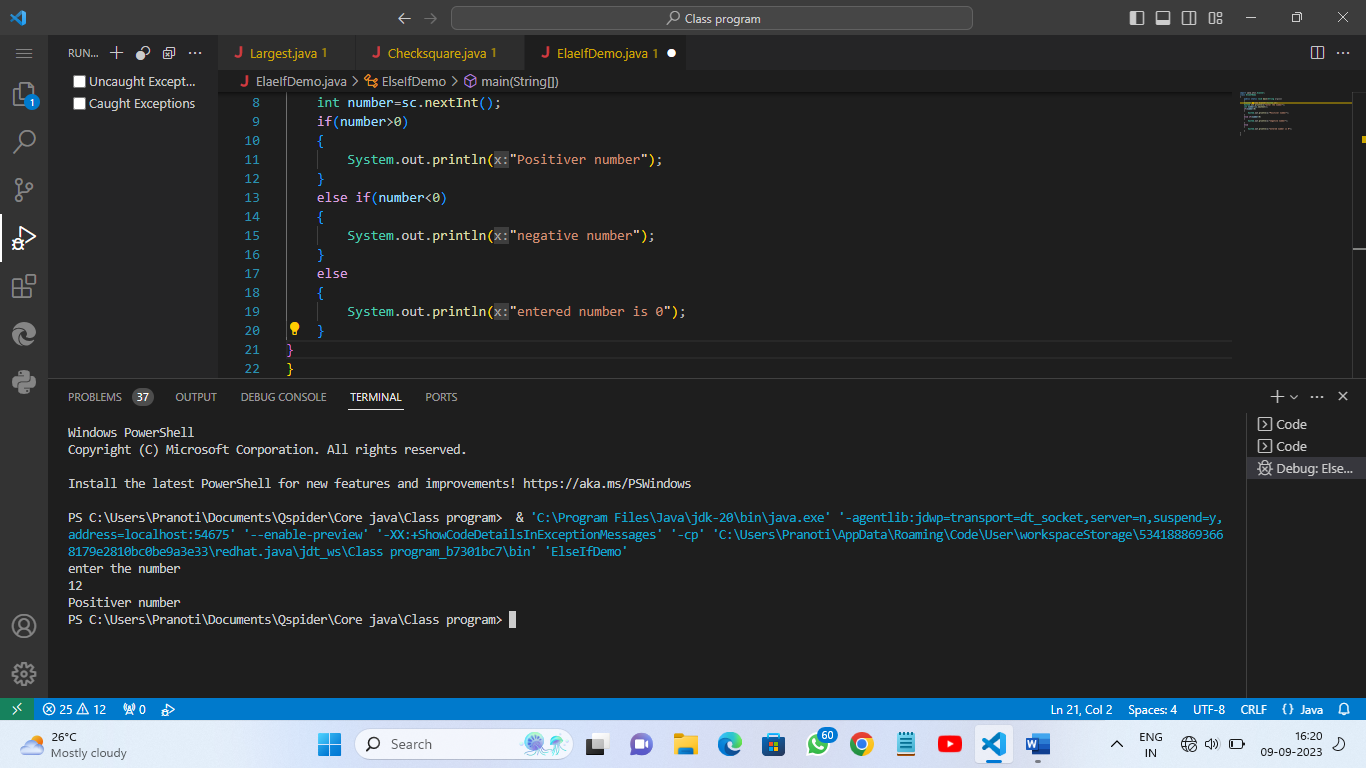 Class program
RUN...
Largest.java 1
Checksquare.java 1
ElaeIfDemo.java 1
Uncaught Except...
Caught Exceptions
ElaeIfDemo.java > ElseIfDemo > main(String[])
8 int number=sc.nextInt();
9 if(number>0)
10 {
11 System.out.println(x:"Positiver number");
12 }
13 else if(number<0)
14 {
15 System.out.println(x:"negative number");
16 }
17 else
18 {
19 System.out.println(x:"entered number is 0");
20 }
21 }
22 }
1
PROBLEMS 37 OUTPUT DEBUG CONSOLE TERMINAL PORTS
Windows PowerShell
Copyright (C) Microsoft Corporation. All rights reserved.
Install the latest PowerShell for new features and improvements! https://aka.ms/PSWindows
PS C:\Users\Pranoti\Documents\Qspider\Core java\Class program>  & 'C:\Program Files\Java\jdk-20\bin\java.exe' '-agentlib:jdwp=transport=dt_socket,server=n,suspend=y,
address=localhost:54675' '--enable-preview' '-XX:+ShowCodeDetailsInExceptionMessages' '-cp' 'C:\Users\Pranoti\AppData\Roaming\Code\User\workspaceStorage\534188869366
8179e2810bc0be9a3e33\redhat.java\jdt_ws\Class program_b7301bc7\bin' 'ElseIfDemo'
enter the number
12
Positiver number
PS C:\Users\Pranoti\Documents\Qspider\Core java\Class program>
Code
Code
Debug: Else...
25 12 0
Ln 21, Col 2 Spaces: 4 UTF-8 CRLF {} Java
26°C
Mostly cloudy
Search
60
ENG
IN
16:20
09-09-2023